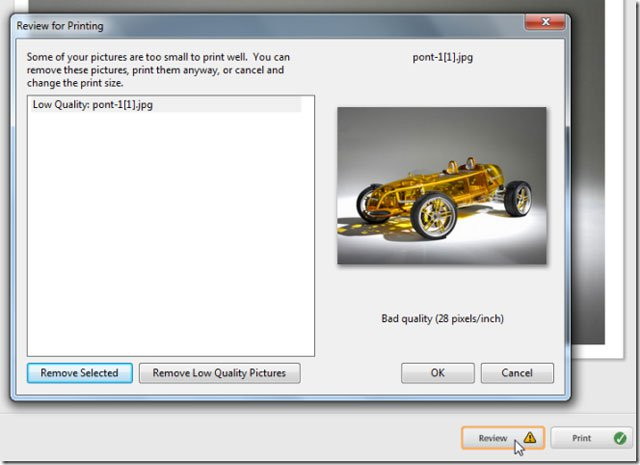 Review for Printing
Some of your pictures are too small to print well. You can
remove these pictures, print them anyway, or cancel and
change the print size.
pont-1[1].jpg
Low Quality: pont-1[1].jpg
Bad quality (28 pixels/inch)
Remove Selected
Remove Low Quality Pictures
OK
Cancel
Review
Print